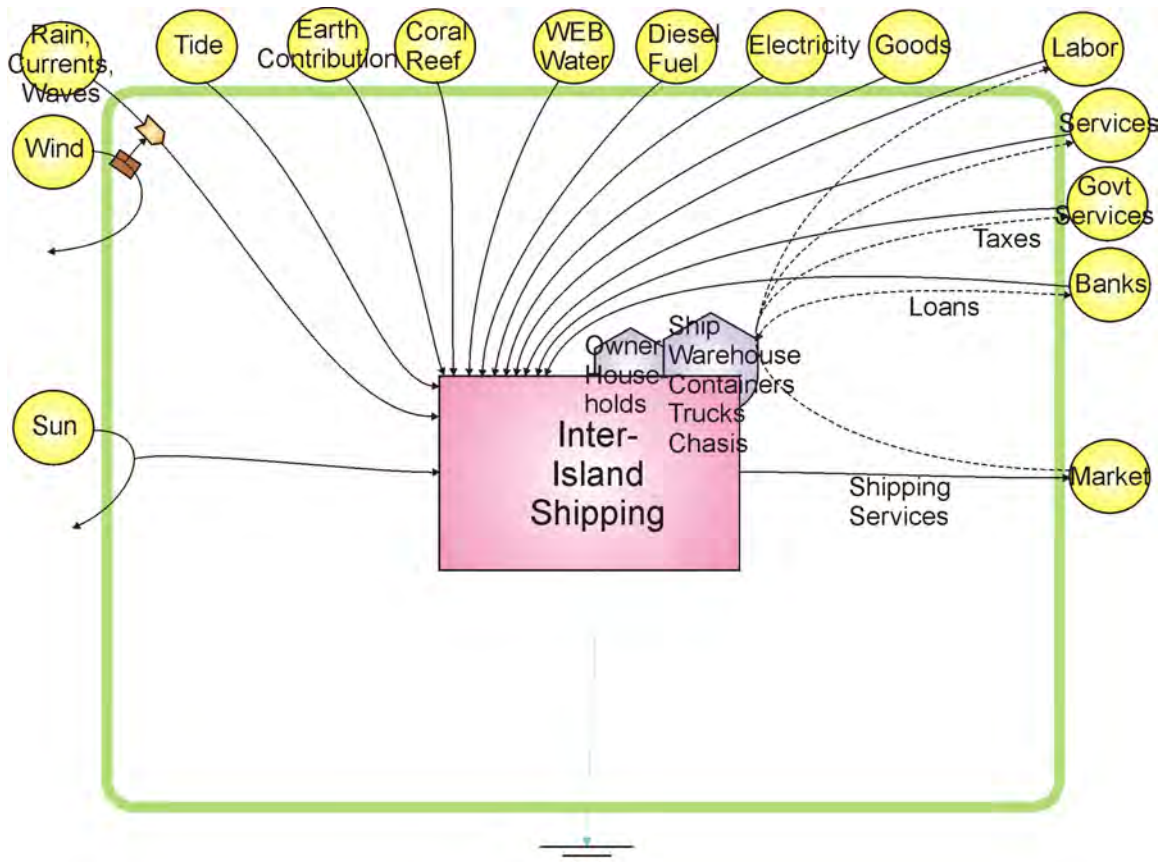 Rain,
Currents,
Waves
Tide
Earth
Contribution
Coral
Reef
WEB
Water
Diesel
Fuel
Electricity
Goods
Labor
Services
Govt
Services
Banks
Market
Wind
Sun
Taxes
Loans
Owner
House-
holds
Ship
Warehouse
Containers
Trucks
Chasis
Inter-
Island
Shipping
Shipping
Services